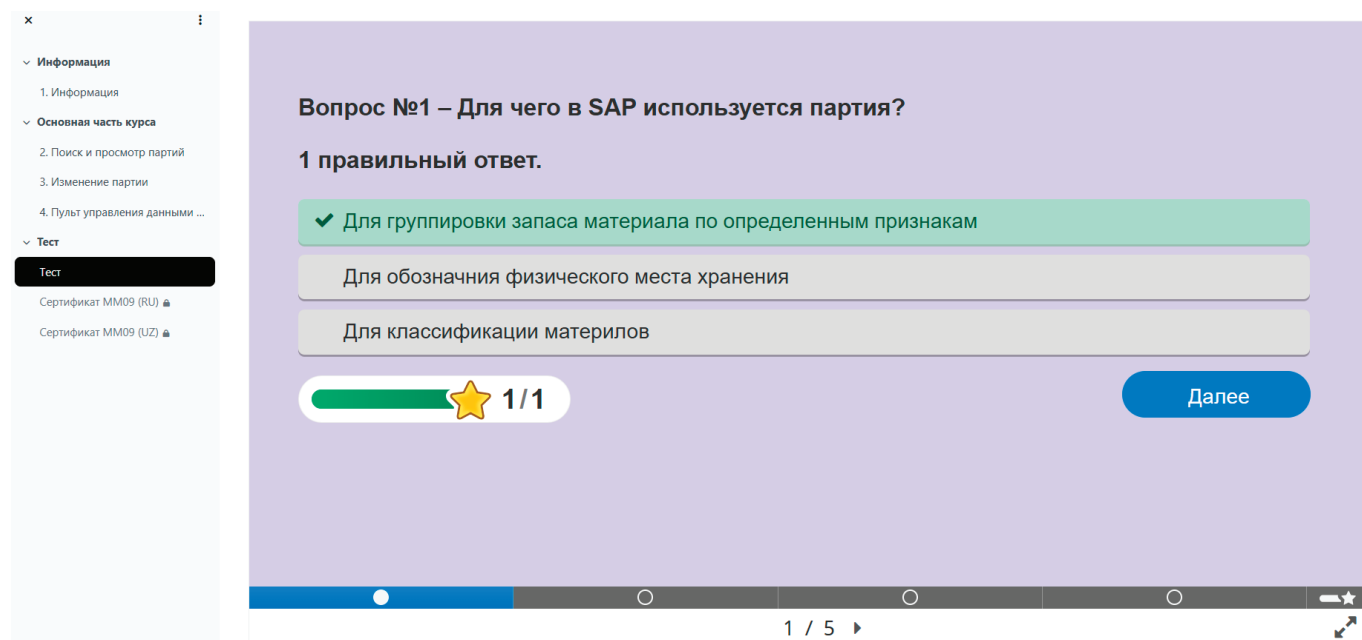 Информация
1. Информация
Основная часть курса
2. Поиск и просмотр партий
3. Изменение партии
4. Пульт управления данными ...
Тест
Тест
Сертификат ММ09 (RU)
Сертификат ММ09 (UZ)
Вопрос №1 – Для чего в SAP используется партия?
1 правильный ответ.
Для группировки запаса материала по определенным признакам
Для обозначния физического места хранения
Для классификации материлов
1/1
Далее
1 / 5